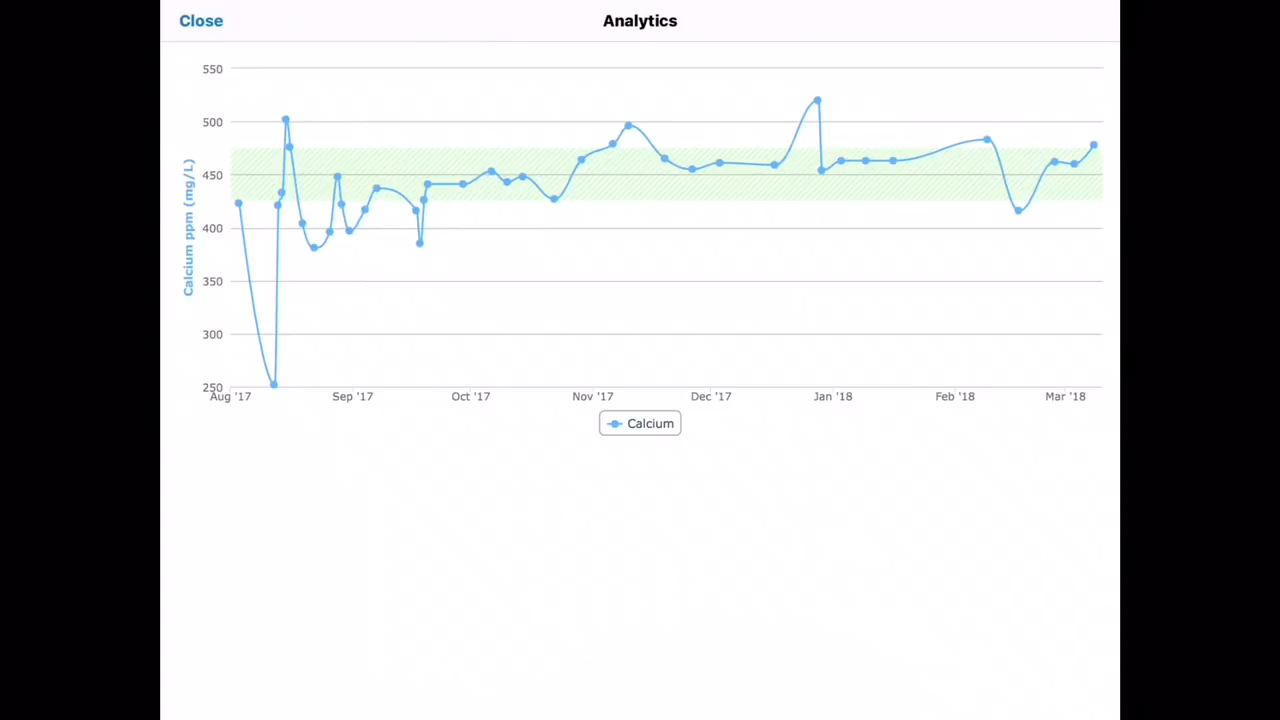 Close
Analytics
550
500
450
400
350
300
250
Calcium ppm (mg/L)
Aug '17 Sep '17 Oct '17 Nov '17 Dec '17 Jan '18 Feb '18 Mar '18
Calcium